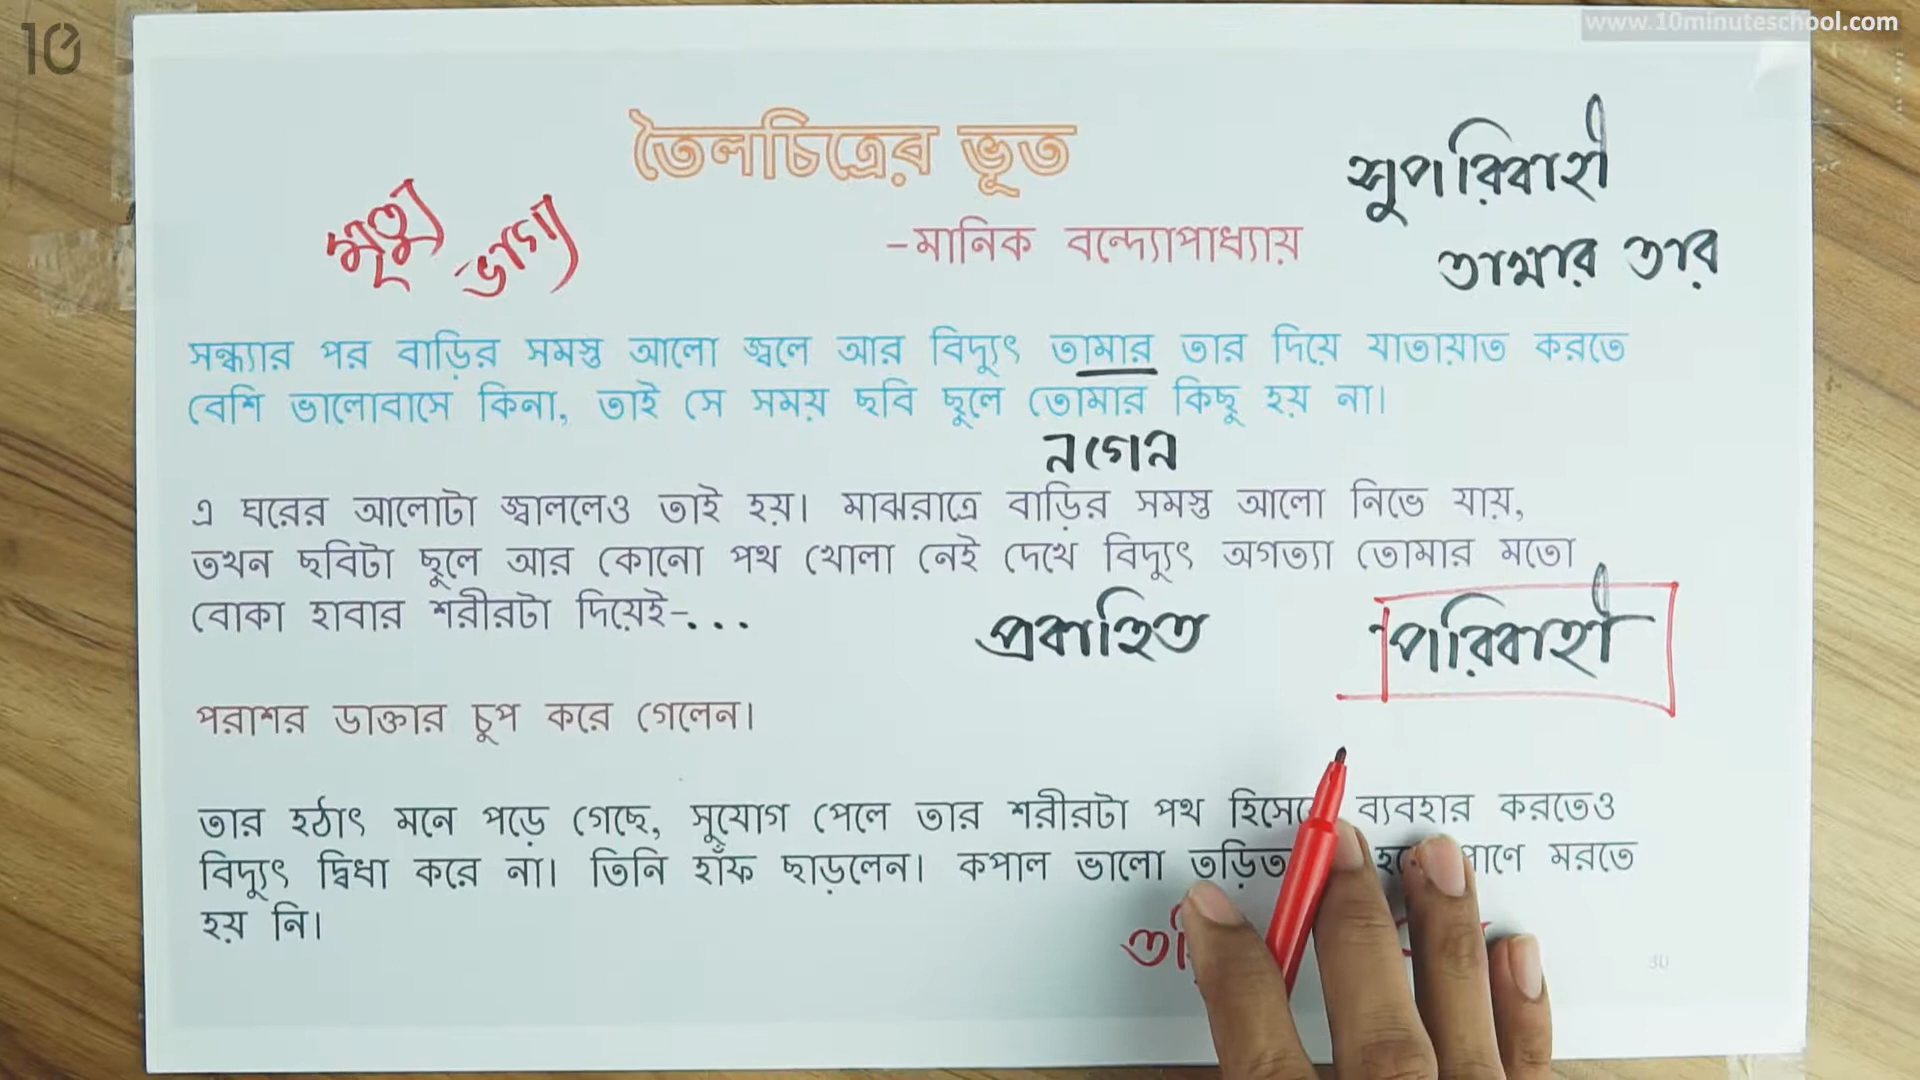 10
www.10minuteschool.com
তৈলচিত্রের ভূত
সুপরিবাহী
মৃত্যু ভাগ্য
-মানিক বন্দ্যোপাধ্যায়
তামার তার
সন্ধ্যার পর বাড়ির সমস্ত আলো জ্বলে আর বিদ্যুৎ তামার তার দিয়ে যাতায়াত করতে
বেশি ভালোবাসে কিনা, তাই সে সময় ছবি ছুলে তোমার কিছু হয় না।
নগেন
এ ঘরের আলোটা জ্বাললেও তাই হয়। মাঝরাত্রে বাড়ির সমস্ত আলো নিভে যায়,
তখন ছবিটা ছুলে আর কোনো পথ খোলা নেই দেখে বিদ্যুৎ অগত্যা তোমার মতো
বোকা হাবার শরীরটা দিয়েই-...
প্রবাহিত পরিবাহী
পরাশর ডাক্তার চুপ করে গেলেন।
তার হঠাৎ মনে পড়ে গেছে, সুযোগ পেলে তার শরীরটা পথ ব্যবহার করতেও
বিদ্যুৎ দ্বিধা করে না। তিনি হাঁফ ছাড়লেন। কপাল ভালো মরতে
হয় নি।
30